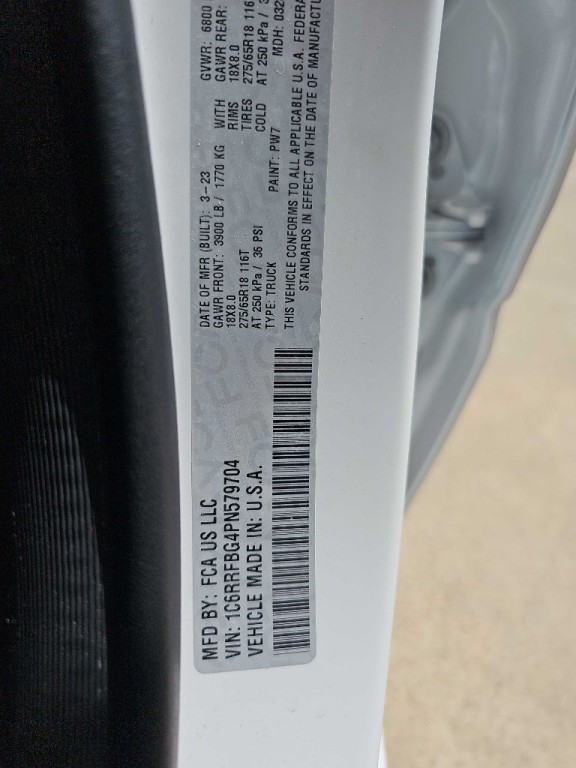 MFD BY: FCA US LLC
VIN: 1C6RRFBG4PN579704
VEHICLE MADE IN: U.S.A.
DATE OF MFR (BUILT): 3-23 GVWR: 6800
GAWR FRONT: 3900 LB / 1770 KG WITH GAWR REAR:
18X8.0 RIMS 18X8.0
275/65R18 116T TIRES 275/65R18 116
AT 250 kPa / 36 PSI COLD AT 250 kPa / 3
TYPE: TRUCK PAINT: PW7 MDH: 032
THIS VEHICLE CONFORMS TO ALL APPLICABLE U.S.A. FEDERA
STANDARDS IN EFFECT ON THE DATE OF MANUFACTU